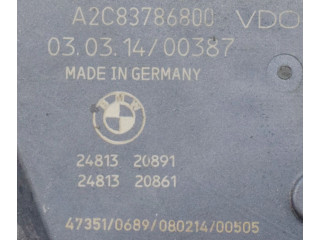 A2C83786800 VDO
03.03.14/00387
MADE IN GERMANY
BMW
24813 20891
24813 20861
47351/0689/080214/00505